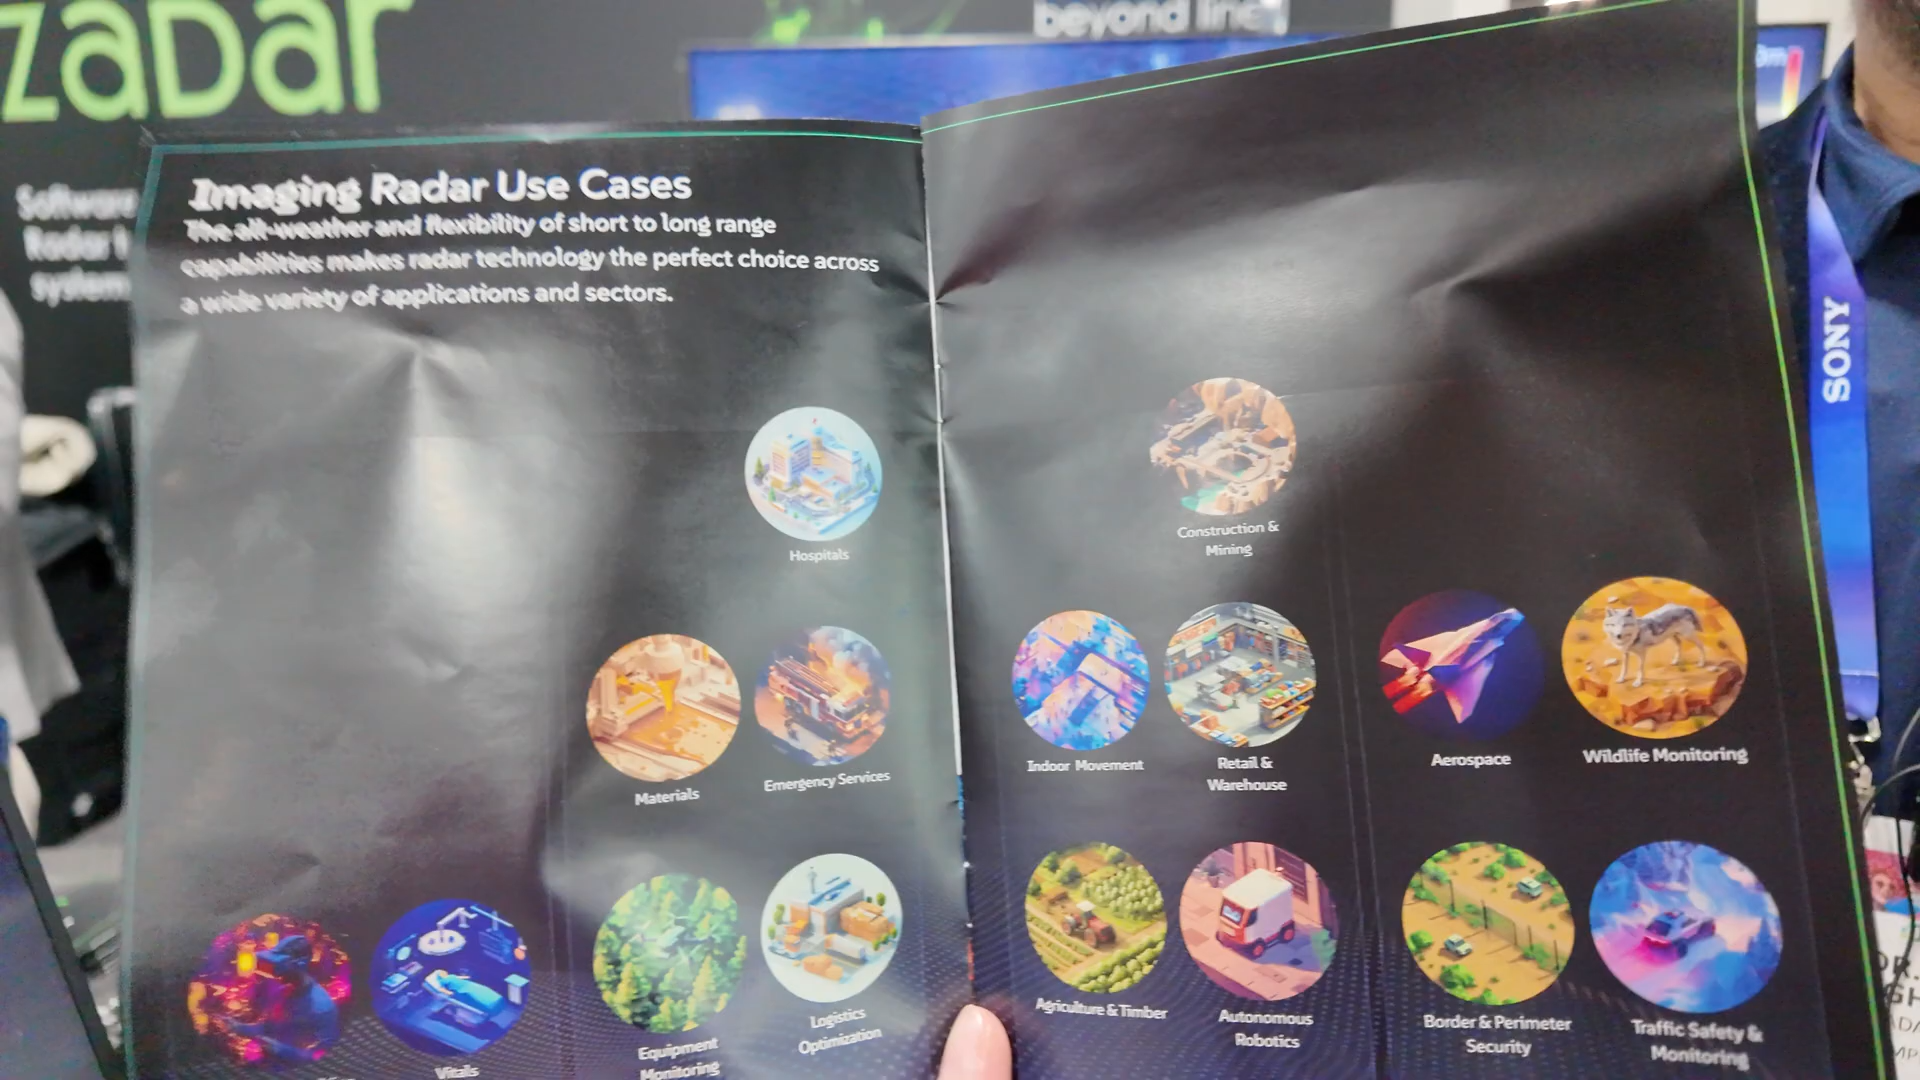 zadar
beyond line
Software
Radar
system
Imaging Radar Use Cases
The all-weather and flexibility of short to long range
capabilities makes radar technology the perfect choice across
a wide variety of applications and sectors.
Hospitals
Construction &
Mining
Materials
Emergency Services
Indoor Movement
Retail &
Warehouse
Aerospace
Wildlife Monitoring
Vitals
Equipment
Monitoring
Logistics
Optimization
Agriculture & Timber
Autonomous
Robotics
Border & Perimeter
Security
Traffic Safety &
Monitoring
SONY